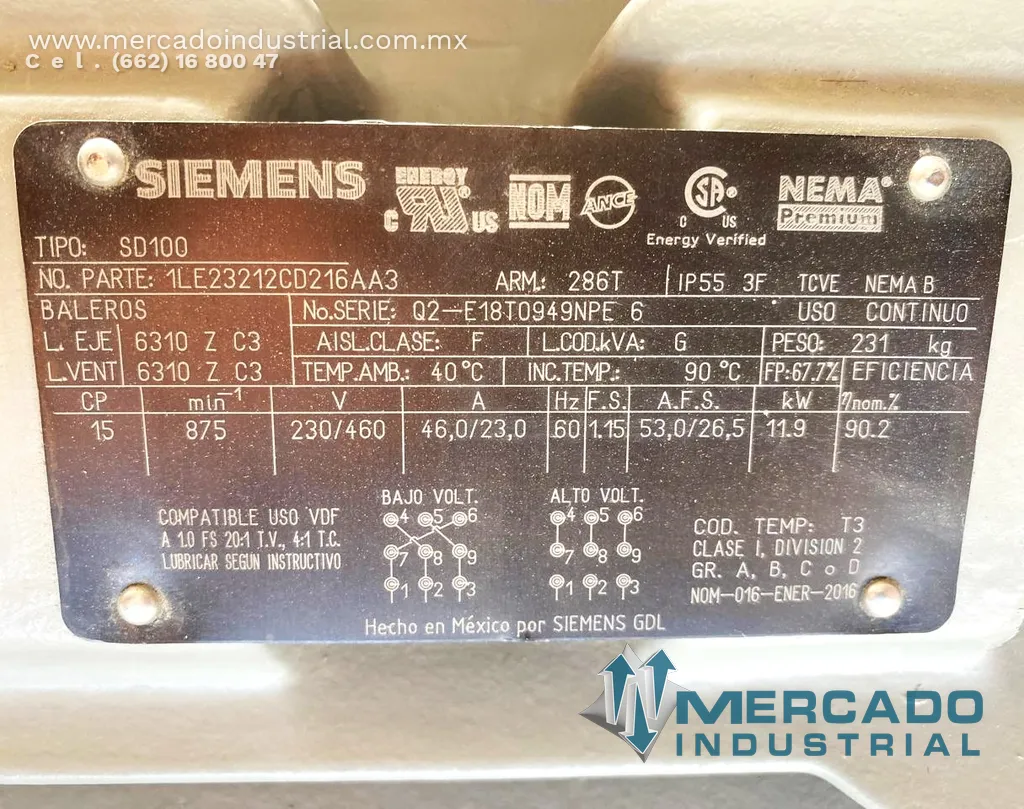 www.mercadoindustrial.com.mx
Cel. (662) 16 800 47
SIEMENS
ENERGY
C RU ® US
NOM
ANCE
CSA ®
C US
Energy Verified
NEMA®
Premium
TIPO: SD100
NO. PARTE: 1LE23212CD216AA3 ARM.: 286T IP55 3F TCVE NEMA B
BALEROS No.SERIE: Q2-E18T0949NPE 6 USO CONTINUO
L. EJE 6310 Z C3 AISL.CLASE: F L.COD.kVA: G PESO: 231 kg
L.VENT 6310 Z C3 TEMP.AMB.: 40°C INC.TEMP.: 90 °C FP:67.7% EFICIENCIA
CP min⁻¹ V A Hz F.S. A.F.S. kW η/nom.%
15 875 230/460 46,0/23,0 60 1.15 53,0/26,5 11.9 90.2
BAJO VOLT. ALTO VOLT.
4 5 6 4 5 6
7 8 9 7 8 9
1 2 3 1 2 3
COMPATIBLE USO VDF
A 1.0 FS 20:1 T.V., 4:1 T.C.
LUBRICAR SEGÚN INSTRUCTIVO
COD. TEMP: T3
CLASE I, DIVISION 2
GR. A, B, C o D
NOM-016-ENER-2016
Hecho en México por SIEMENS GDL
MERCADO
INDUSTRIAL